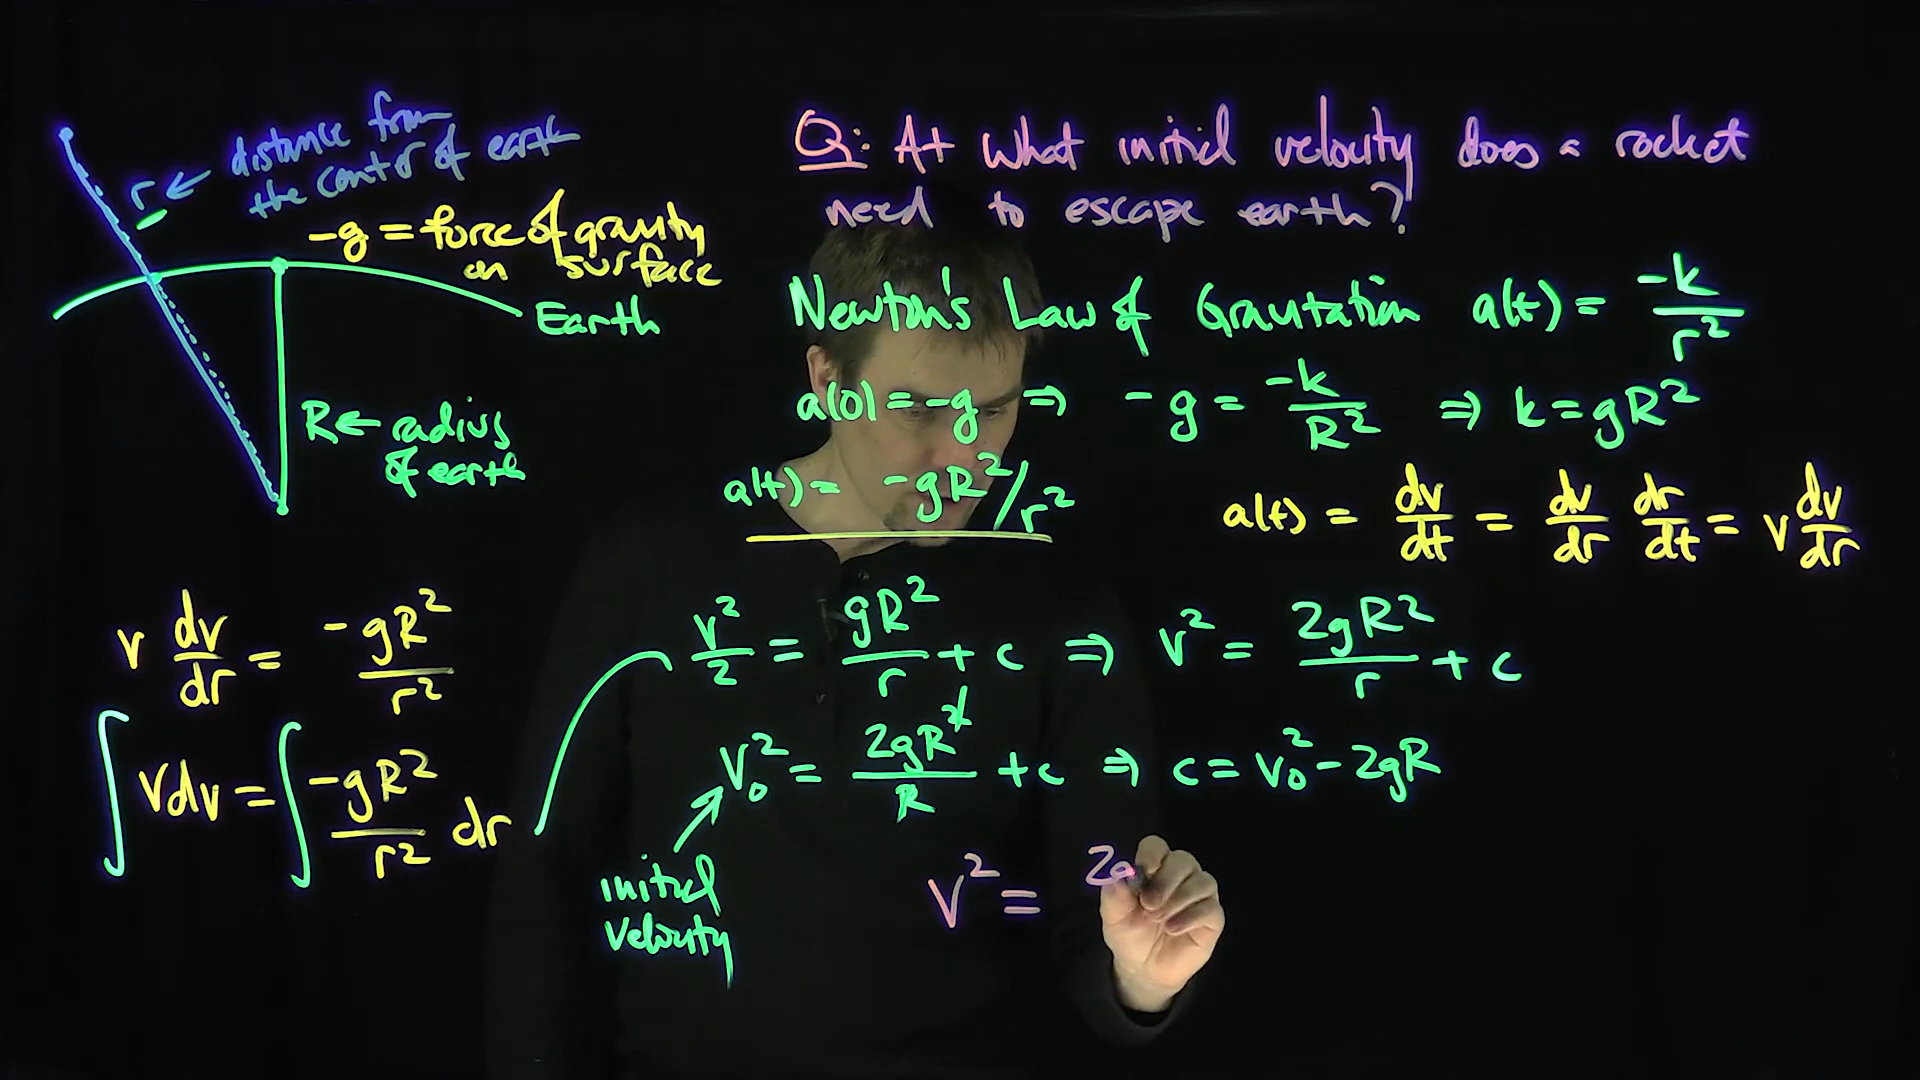 r ← distance from
the center of earth
-g = force of gravity
on surface
Earth
R ← radius
of earth
Q: At what initial velocity does a rocket
need to escape earth?
Newton's Law of Gravitation a(t) = -k/r²
a(0) = -g ⇒ -g = -k/R² ⇒ k = gR²
a(t) = -gR²/r²
a(t) = dv/dt = dv/dr dr/dt = v dv/dr
v dv/dr = -gR²/r²
∫ v dv = ∫ -gR²/r² dr
v²/2 = gR²/r + c ⇒ v² = 2gR²/r + c
v₀² = 2gR²/R + c ⇒ c = v₀² - 2gR
initial
velocity
v² = 2g